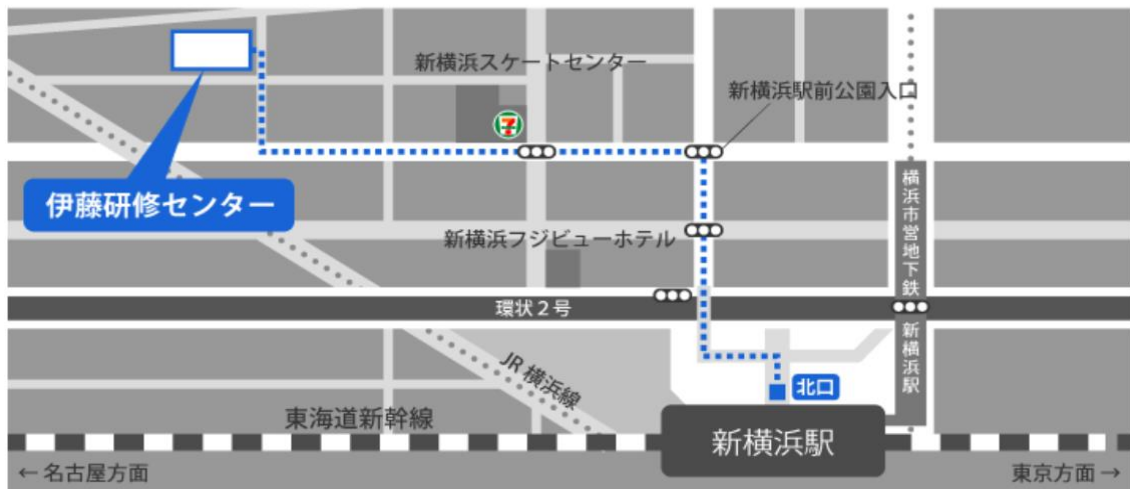 新横浜スケートセンター
新横浜駅前公園入口
7
伊藤研修センター
新横浜フジビューホテル
横浜市営地下鉄
新横浜駅
環状２号
JR 横浜線
北口
東海道新幹線
新横浜駅
← 名古屋方面
東京方面 →